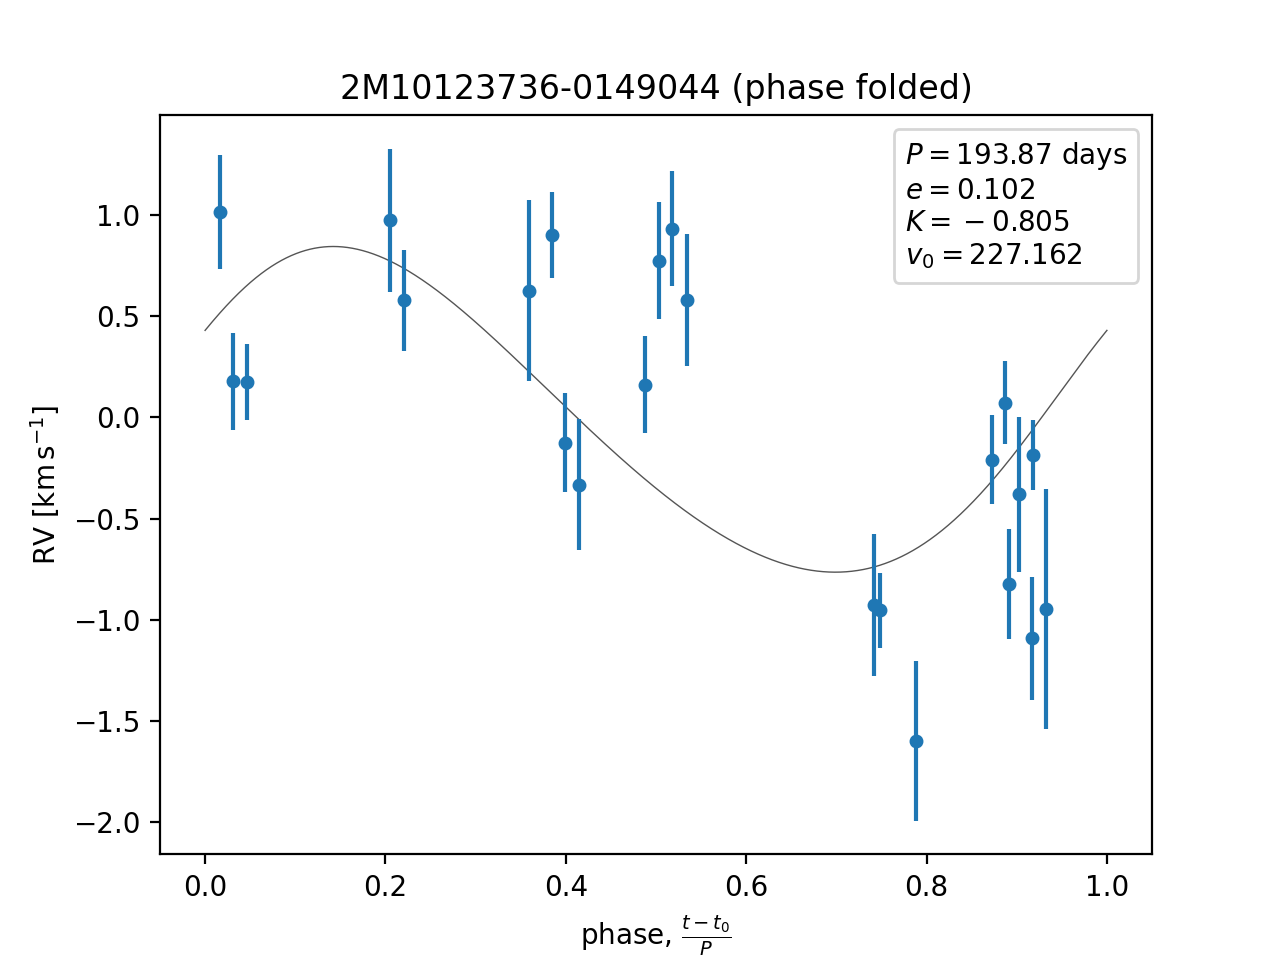 2M10123736-0149044 (phase folded)
P = 193.87 days
e = 0.102
K = −0.805
v₀ = 227.162
RV [km s⁻¹]
1.0
0.5
0.0
−0.5
−1.0
−1.5
−2.0
0.0 0.2 0.4 0.6 0.8 1.0
phase, (t − t₀)/P